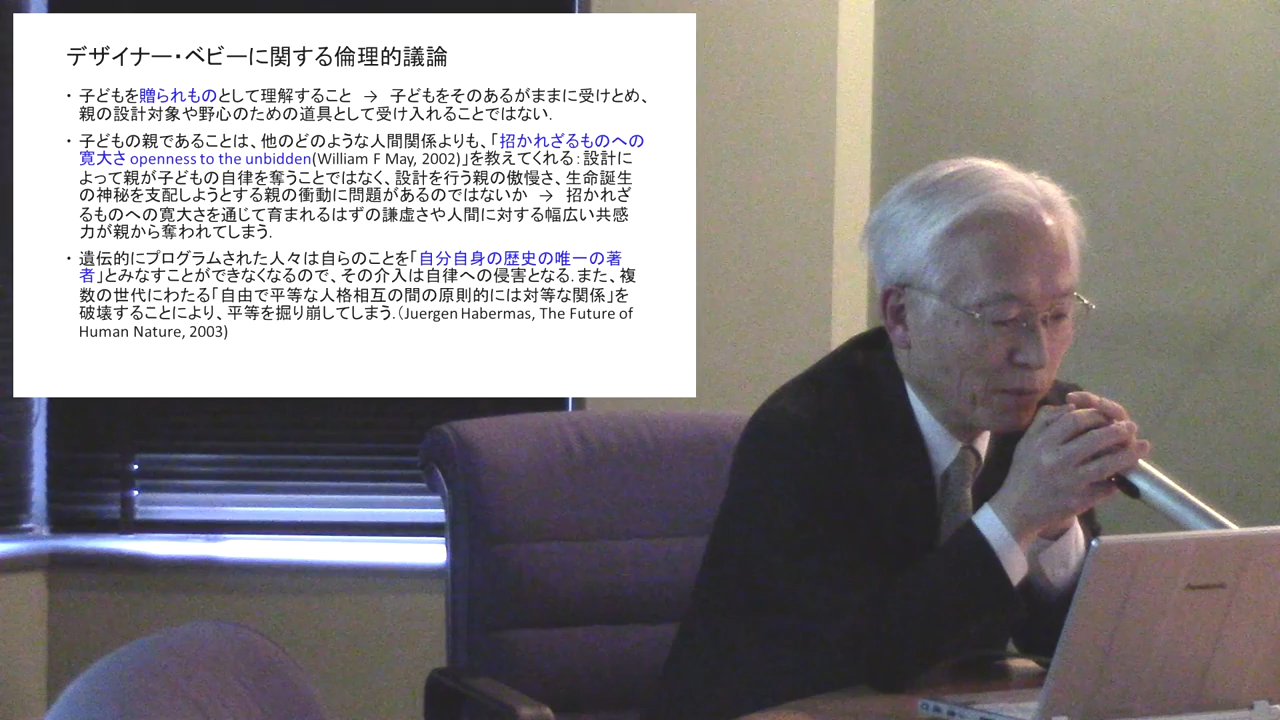 デザイナー・ベビーに関する倫理的議論
• 子どもを贈られものとして理解すること → 子どもをそのあるがままに受けとめ、
親の設計対象や野心のための道具として受け入れることではない.
• 子どもの親であることは、他のどのような人間関係よりも、「招かれざるものへの
寛大さ openness to the unbidden(William F May, 2002)」を教えてくれる：設計に
よって親が子どもの自律を奪うことではなく、設計を行う親の傲慢さ、生命誕生
の神秘を支配しようとする親の衝動に問題があるのではないか → 招かれざ
るものへの寛大さを通じて育まれるはずの謙虚さや人間に対する幅広い共感
力が親から奪われてしまう.
• 遺伝的にプログラムされた人々は自らのことを「自分自身の歴史の唯一の著
者」とみなすことができなくなるので、その介入は自律への侵害となる. また、複
数の世代にわたる「自由で平等な人格相互の間の原則的には対等な関係」を
破壊することにより、平等を掘り崩してしまう.（Juergen Habermas, The Future of
Human Nature, 2003)